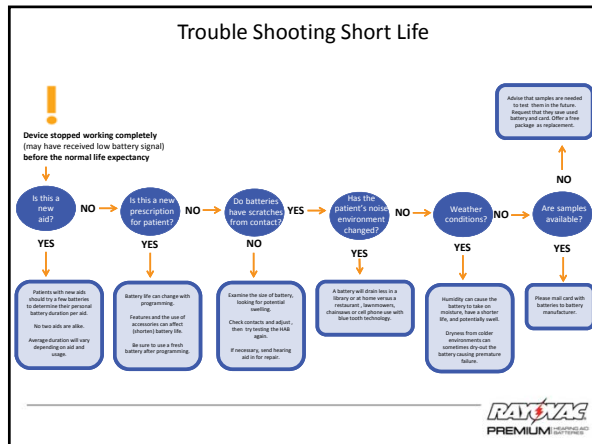 Trouble Shooting Short Life
!
Device stopped working completely
(may have received low battery signal)
before the normal life expectancy
Advise that samples are needed
to test them in the future.
Request that they save used
battery and card. Offer a free
package as replacement.
NO
Is this a
new
aid?
NO
Is this a new
prescription
for patient?
NO
Do batteries
have scratches
from contact?
YES
Has the
patient's noise
environment
changed?
NO
Weather
conditions?
NO
Are samples
available?
YES
YES
NO
YES
YES
YES
Patients with new aids
should try a few batteries
to determine their personal
battery duration per aid.
No two aids are alike.
Average duration will vary
depending on aid and
usage.
Battery life can change with
programming.
Features and the use of
accessories can affect
(shorten) battery life.
Be sure to use a fresh
battery after programming.
Examine the size of battery,
looking for potential
swelling.
Check contacts and adjust ,
then try testing the HAB
again.
If necessary, send hearing
aid in for repair.
A battery will drain less in a
library or at home versus a
restaurant , lawnmowers,
chainsaws or cell phone use with
blue tooth technology.
Humidity can cause the
battery to take on
moisture, have a shorter
life, and potentially swell.
Dryness from colder
environments can
sometimes dry-out the
battery causing premature
failure.
Please mail card with
batteries to battery
manufacturer.
RAYOVAC
PREMIUM HEARING AID
BATTERIES